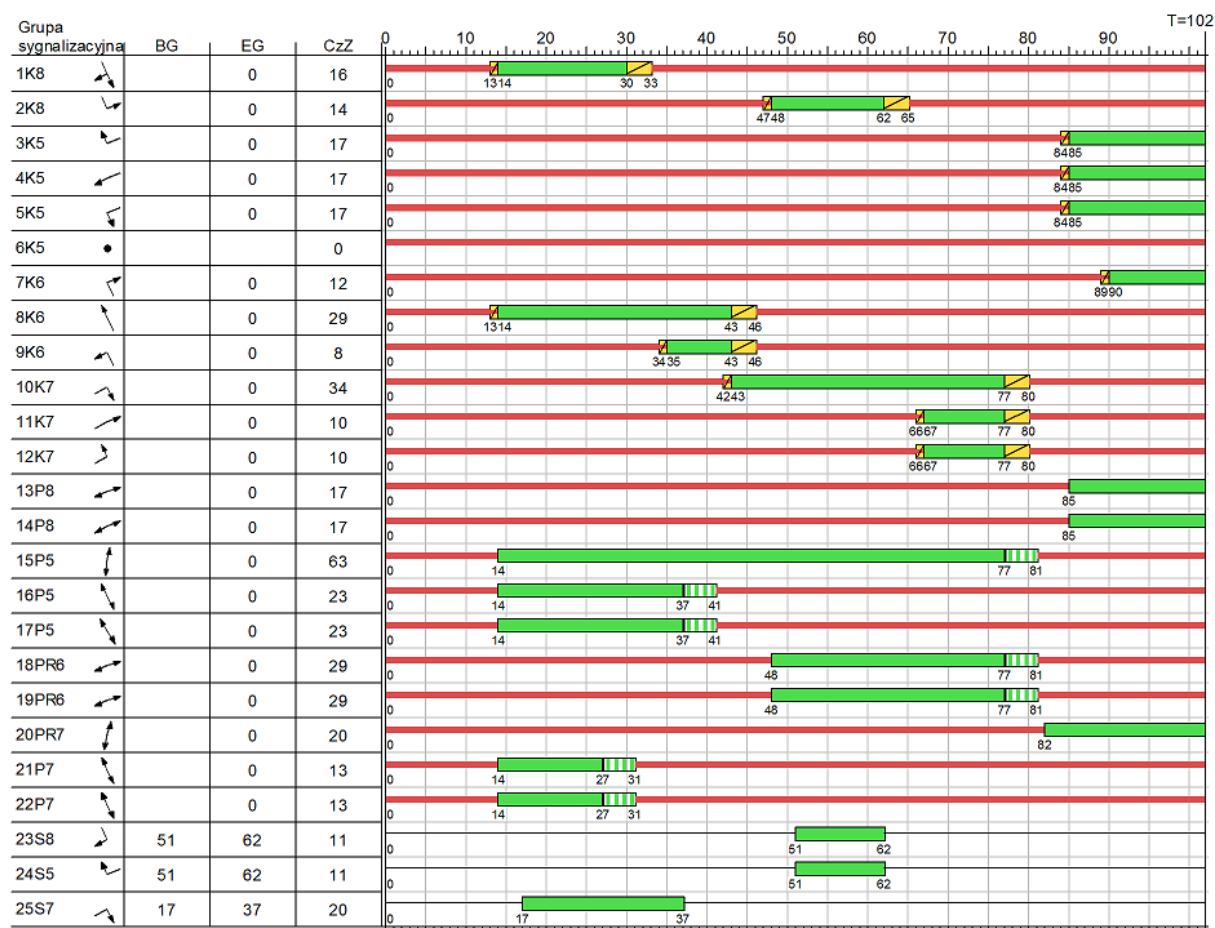 T=102
Grupa
sygnalizacyjna BG EG CzZ 0 10 20 30 40 50 60 70 80 90
1K8 0 16 0 13 14 30 33
2K8 0 14 0 47 48 62 65
3K5 0 17 0 84 85
4K5 0 17 0 84 85
5K5 0 17 0 84 85
6K5 0 0
7K6 0 12 0 89 90
8K6 0 29 0 13 14 43 46
9K6 0 8 0 34 35 43 46
10K7 0 34 0 42 43 77 80
11K7 0 10 0 66 67 77 80
12K7 0 10 0 66 67 77 80
13P8 0 17 0 85
14P8 0 17 0 85
15P5 0 63 0 14 77 81
16P5 0 23 0 14 37 41
17P5 0 23 0 14 37 41
18PR6 0 29 0 48 77 81
19PR6 0 29 0 48 77 81
20PR7 0 20 0 82
21P7 0 13 0 14 27 31
22P7 0 13 0 14 27 31
23S8 51 62 11 0 51 62
24S5 51 62 11 0 51 62
25S7 17 37 20 0 17 37